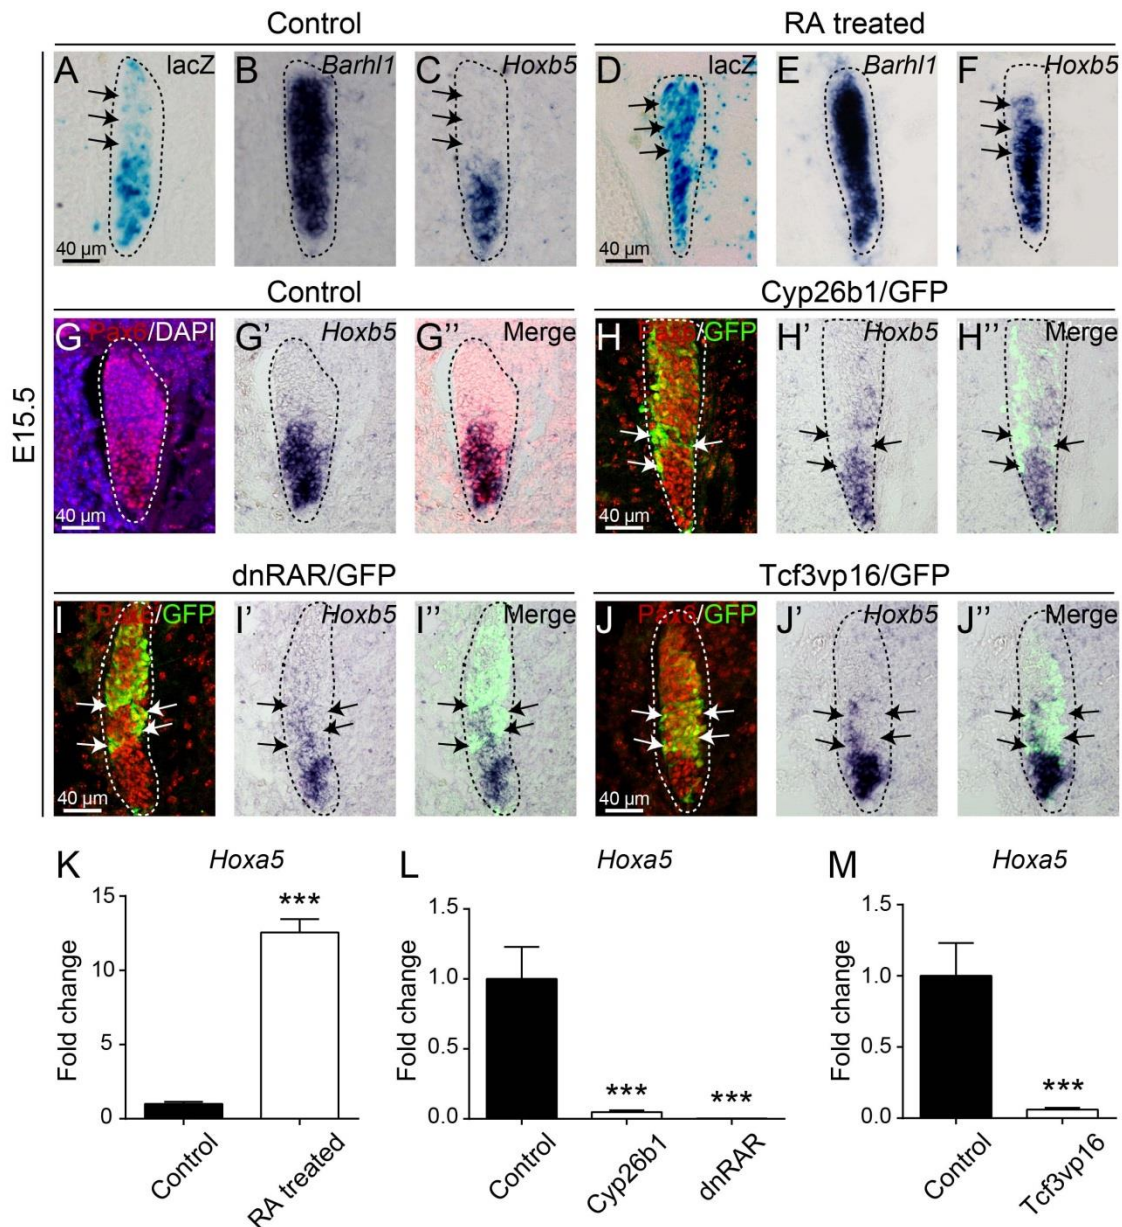 Control
RA treated
A
lacZ
B
Barhl1
C
Hoxb5
D
lacZ
E
Barhl1
F
Hoxb5
40 µm
40 µm
Control
Cyp26b1/GFP
G
Pax6/DAPI
G'
Hoxb5
G''
Merge
H
Pax6/GFP
H'
Hoxb5
H''
Merge
E15.5
40 µm
40 µm
dnRAR/GFP
Tcf3vp16/GFP
I
Pax6/GFP
I'
Hoxb5
I''
Merge
J
Pax6/GFP
J'
Hoxb5
J''
Merge
40 µm
40 µm
K
Hoxa5
Fold change
15
10
5
0
***
Control
RA treated
L
Hoxa5
Fold change
1.5
1.0
0.5
0.0
***
***
Control
Cyp26b1
dnRAR
M
Hoxa5
Fold change
1.5
1.0
0.5
0.0
***
Control
Tcf3vp16